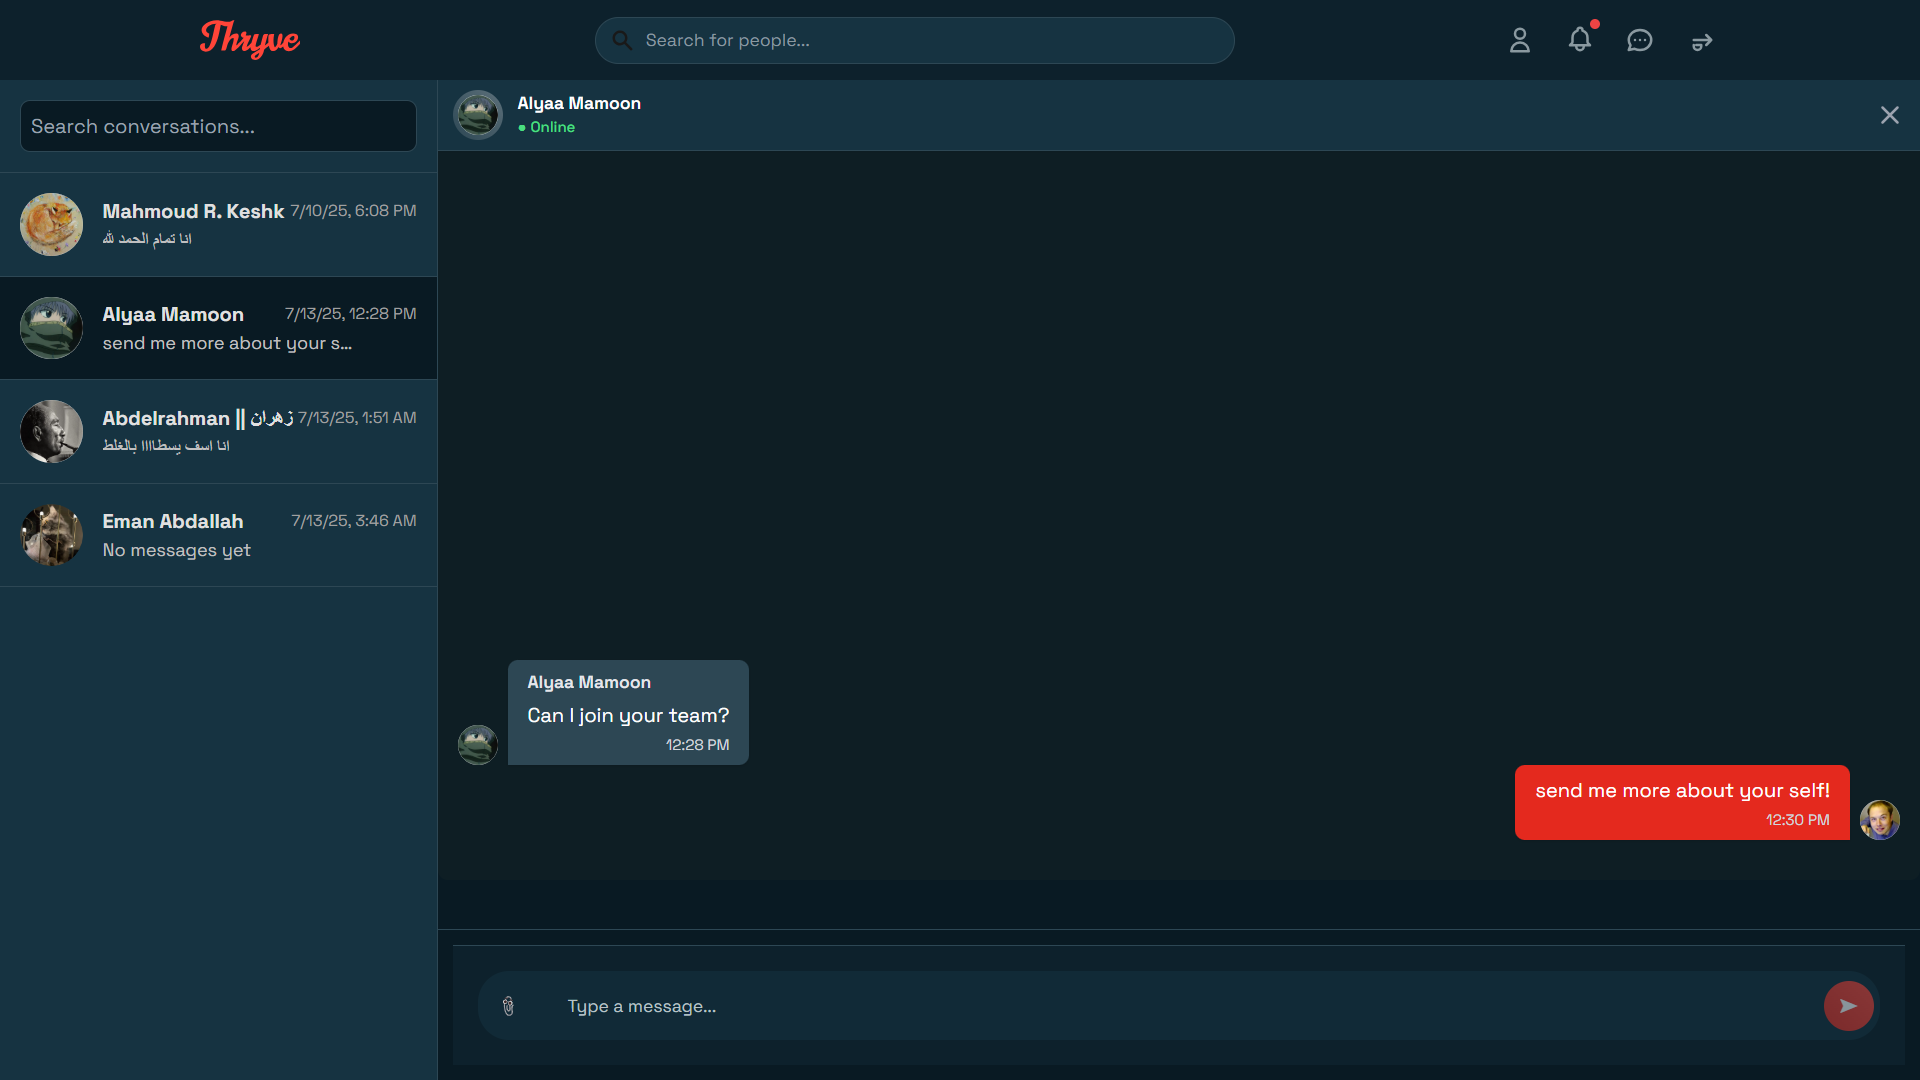 Thryve
Search for people...
Search conversations...
Mahmoud R. Keshk 7/10/25, 6:08 PM
انا تمام الحمد لله
Alyaa Mamoon 7/13/25, 12:28 PM
send me more about your s...
Abdelrahman || زهران 7/13/25, 1:51 AM
انا اسف يسطاااا بالغلط
Eman Abdallah 7/13/25, 3:46 AM
No messages yet
Alyaa Mamoon
● Online
Alyaa Mamoon
Can I join your team?
12:28 PM
send me more about your self!
12:30 PM
Type a message...